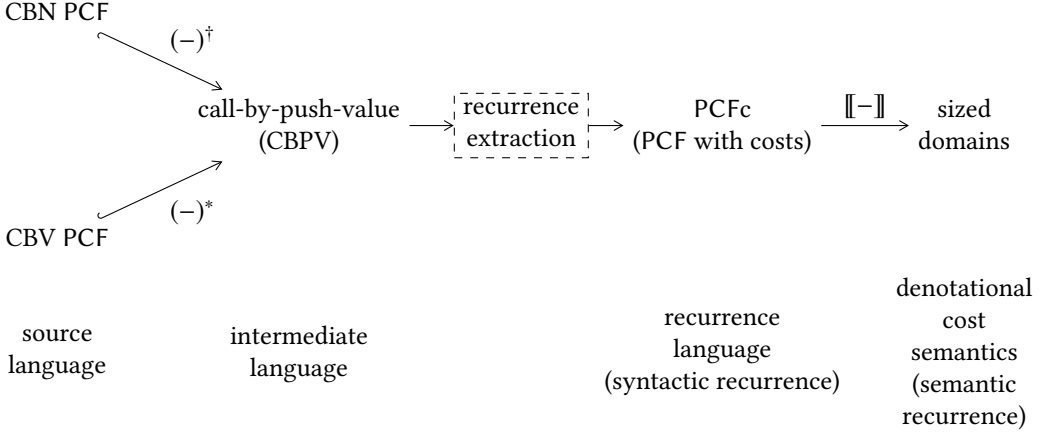 CBN PCF
(−)†
call-by-push-value
(CBPV)
recurrence
extraction
PCFc
(PCF with costs)
⟦−⟧
sized
domains
(−)*
CBV PCF
source
language
intermediate
language
recurrence
language
(syntactic recurrence)
denotational
cost
semantics
(semantic
recurrence)